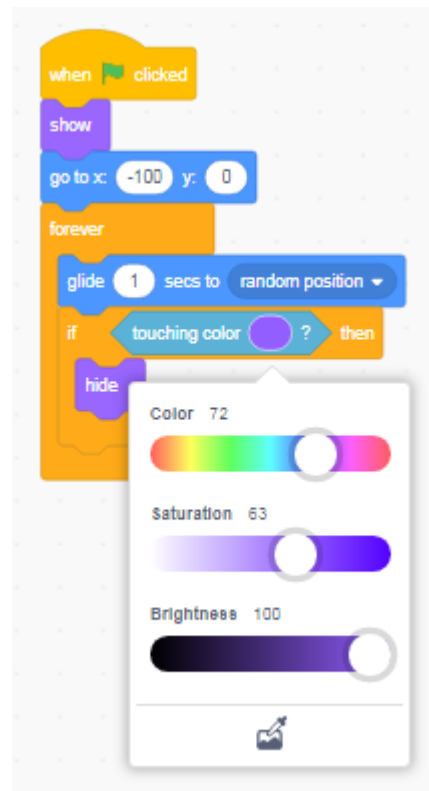 when clicked
show
go to x: -100 y: 0
forever
glide 1 secs to random position
if touching color ? then
hide
Color 72
Saturation 63
Brightness 100